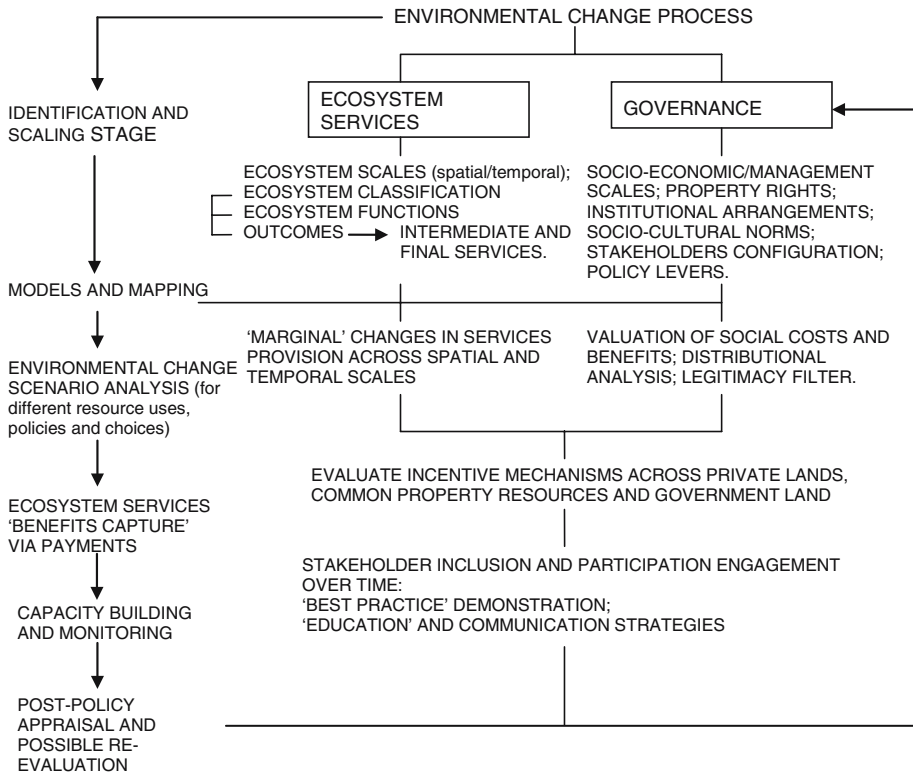 ENVIRONMENTAL CHANGE PROCESS
IDENTIFICATION AND
SCALING STAGE
ECOSYSTEM
SERVICES
GOVERNANCE
ECOSYSTEM SCALES (spatial/temporal);
ECOSYSTEM CLASSIFICATION
ECOSYSTEM FUNCTIONS
OUTCOMES
INTERMEDIATE AND
FINAL SERVICES.
SOCIO-ECONOMIC/MANAGEMENT
SCALES; PROPERTY RIGHTS;
INSTITUTIONAL ARRANGEMENTS;
SOCIO-CULTURAL NORMS;
STAKEHOLDERS CONFIGURATION;
POLICY LEVERS.
MODELS AND MAPPING
'MARGINAL' CHANGES IN SERVICES
PROVISION ACROSS SPATIAL AND
TEMPORAL SCALES
VALUATION OF SOCIAL COSTS AND
BENEFITS; DISTRIBUTIONAL
ANALYSIS; LEGITIMACY FILTER.
ENVIRONMENTAL CHANGE
SCENARIO ANALYSIS (for
different resource uses,
policies and choices)
EVALUATE INCENTIVE MECHANISMS ACROSS PRIVATE LANDS,
COMMON PROPERTY RESOURCES AND GOVERNMENT LAND
ECOSYSTEM SERVICES
'BENEFITS CAPTURE'
VIA PAYMENTS
STAKEHOLDER INCLUSION AND PARTICIPATION ENGAGEMENT
OVER TIME:
'BEST PRACTICE' DEMONSTRATION;
'EDUCATION' AND COMMUNICATION STRATEGIES
CAPACITY BUILDING
AND MONITORING
POST-POLICY
APPRAISAL AND
POSSIBLE RE-
EVALUATION